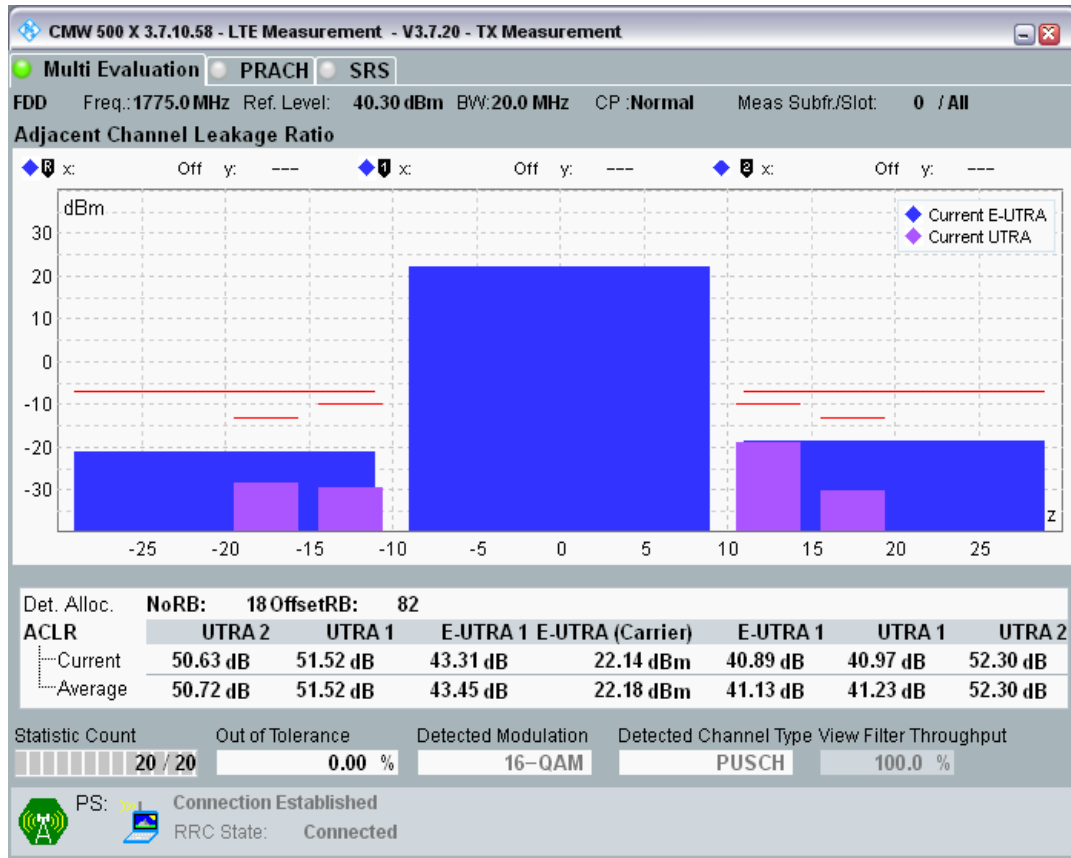 CMW 500 X 3.7.10.58 - LTE Measurement - V3.7.20 - TX Measurement
Multi Evaluation PRACH SRS
FDD Freq.:1775.0 MHz Ref. Level: 40.30 dBm BW:20.0 MHz CP :Normal Meas Subfr./Slot: 0 / All
Adjacent Channel Leakage Ratio
R x: Off y: --- 1 x: Off y: --- 2 x: Off y: ---
dBm
Current E-UTRA
Current UTRA
30
20
10
0
-10
-20
-30
z
-25 -20 -15 -10 -5 0 5 10 15 20 25
Det. Alloc. NoRB: 18 OffsetRB: 82
ACLR UTRA 2 UTRA 1 E-UTRA 1 E-UTRA (Carrier) E-UTRA 1 UTRA 1 UTRA 2
Current 50.63 dB 51.52 dB 43.31 dB 22.14 dBm 40.89 dB 40.97 dB 52.30 dB
Average 50.72 dB 51.52 dB 43.45 dB 22.18 dBm 41.13 dB 41.23 dB 52.30 dB
Statistic Count Out of Tolerance Detected Modulation Detected Channel Type View Filter Throughput
20 / 20 0.00 % 16-QAM PUSCH 100.0 %
PS: Connection Established
RRC State: Connected